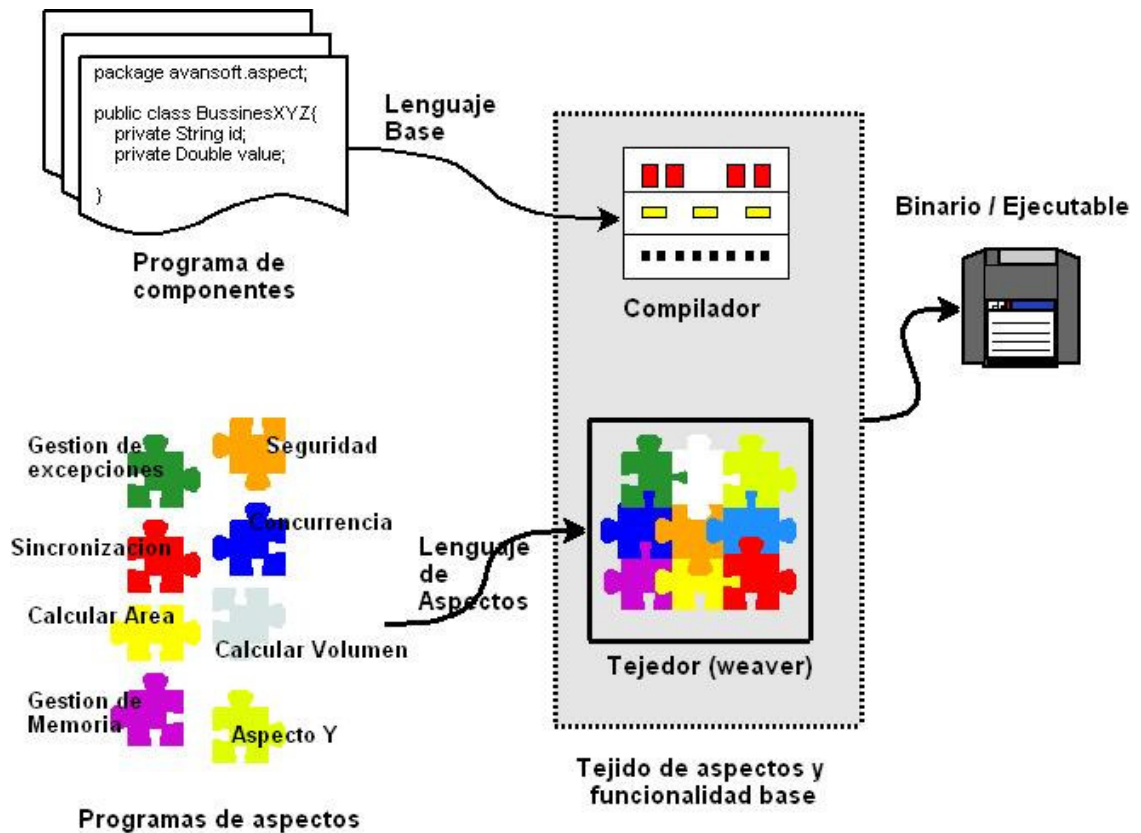 package avansoft.aspect;
public class BussinesXYZ{
private String id;
private Double value;
}
Lenguaje
Base
Programa de
componentes
Compilador
Binario / Ejecutable
Gestion de
excepciones
Seguridad
Sincronizacion
Concurrencia
Calcular Area
Calcular Volumen
Gestion de
Memoria
Aspecto Y
Programas de aspectos
Lenguaje
de
Aspectos
Tejedor (weaver)
Tejido de aspectos y
funcionalidad base